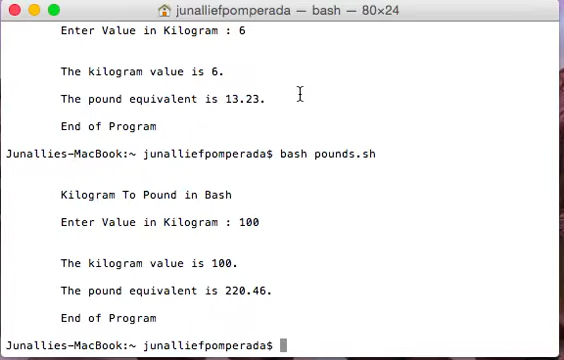 junalliefpomperada — bash — 80×24
Enter Value in Kilogram : 6
The kilogram value is 6.
The pound equivalent is 13.23.
End of Program
Junallies-MacBook:~ junalliefpomperada$ bash pounds.sh
Kilogram To Pound in Bash
Enter Value in Kilogram : 100
The kilogram value is 100.
The pound equivalent is 220.46.
End of Program
Junallies-MacBook:~ junalliefpomperada$